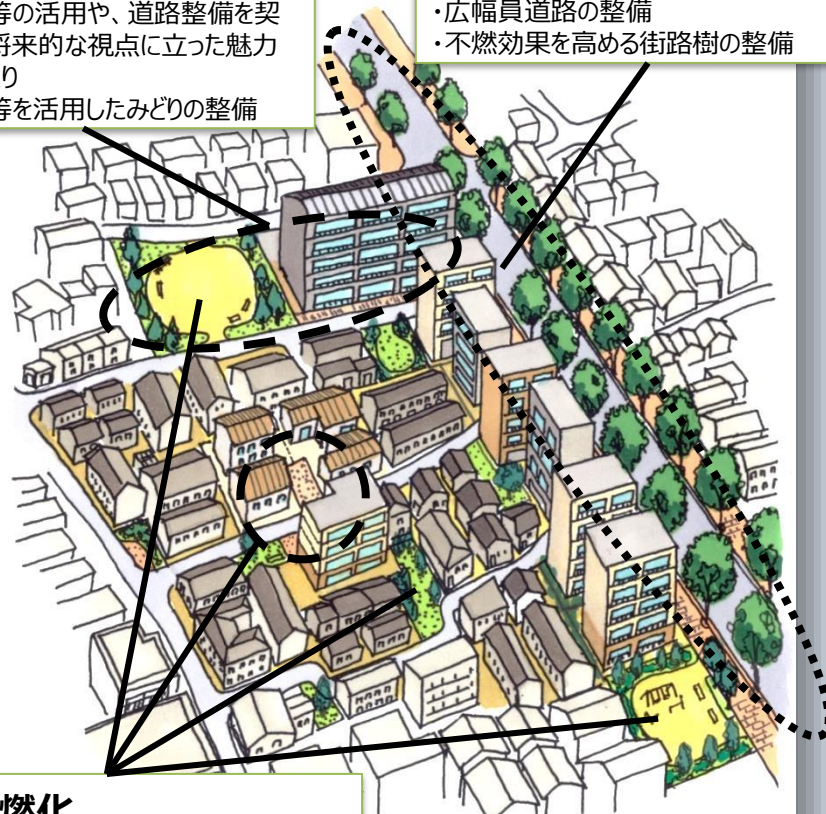 等の活用や、道路整備を契
将来的な視点に立った魅力
り
等を活用したみどりの整備
・広幅員道路の整備
・不燃効果を高める街路樹の整備
燃化